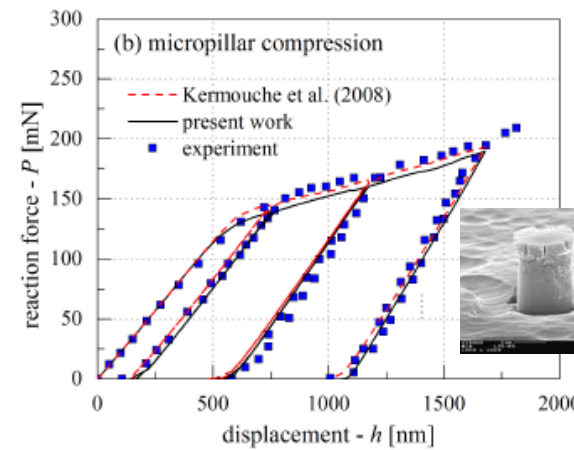 300
(b) micropillar compression
250
Kermouche et al. (2008)
present work
200
experiment
150
100
50
0
0
500
1000
1500
2000
reaction force - P [mN]
displacement - h [nm]